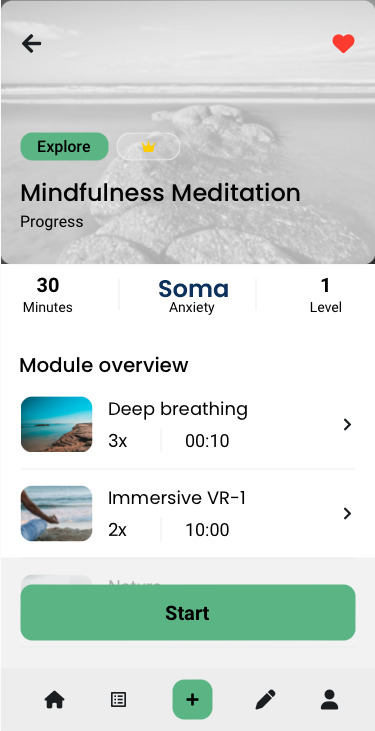 Explore
Mindfulness Meditation
Progress
30 Soma 1
Minutes Anxiety Level
Module overview
Deep breathing
3x 00:10
Immersive VR-1
2x 10:00
Nature
Start